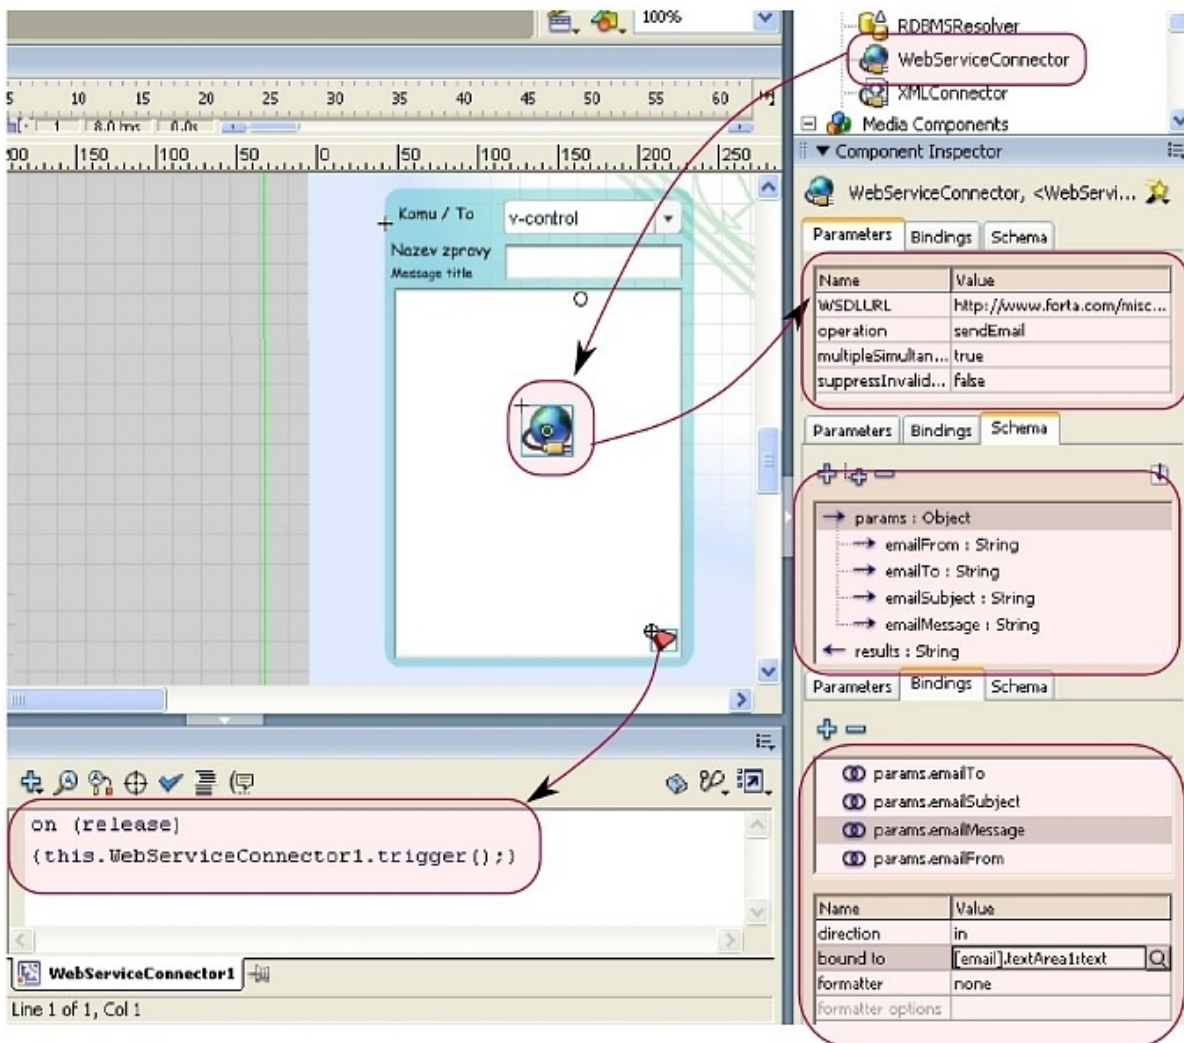 100%
RDBMSResolver
WebServiceConnector
XMLConnector
Media Components
5 10 15 20 25 30 35 40 45 50 55 60
1 8.0 0.0s
150 100 50 0 50 100 150 200 250
Component Inspector
WebServiceConnector, <WebServi...
Parameters Bindings Schema
Komu / To
v-control
Nazev zpravy
Message title
Name Value
WSDLURL http://www.forta.com/misc...
operation sendEmail
multipleSimultan... true
suppressInvalid... false
Parameters Bindings Schema
params : Object
emailFrom : String
emailTo : String
emailSubject : String
emailMessage : String
results : String
Parameters Bindings Schema
params.emailTo
params.emailSubject
params.emailMessage
params.emailFrom
on (release)
(this.WebServiceConnector1.trigger();)
Name Value
direction in
bound to [email].textArea1:text
formatter none
formatter options
WebServiceConnector1
Line 1 of 1, Col 1